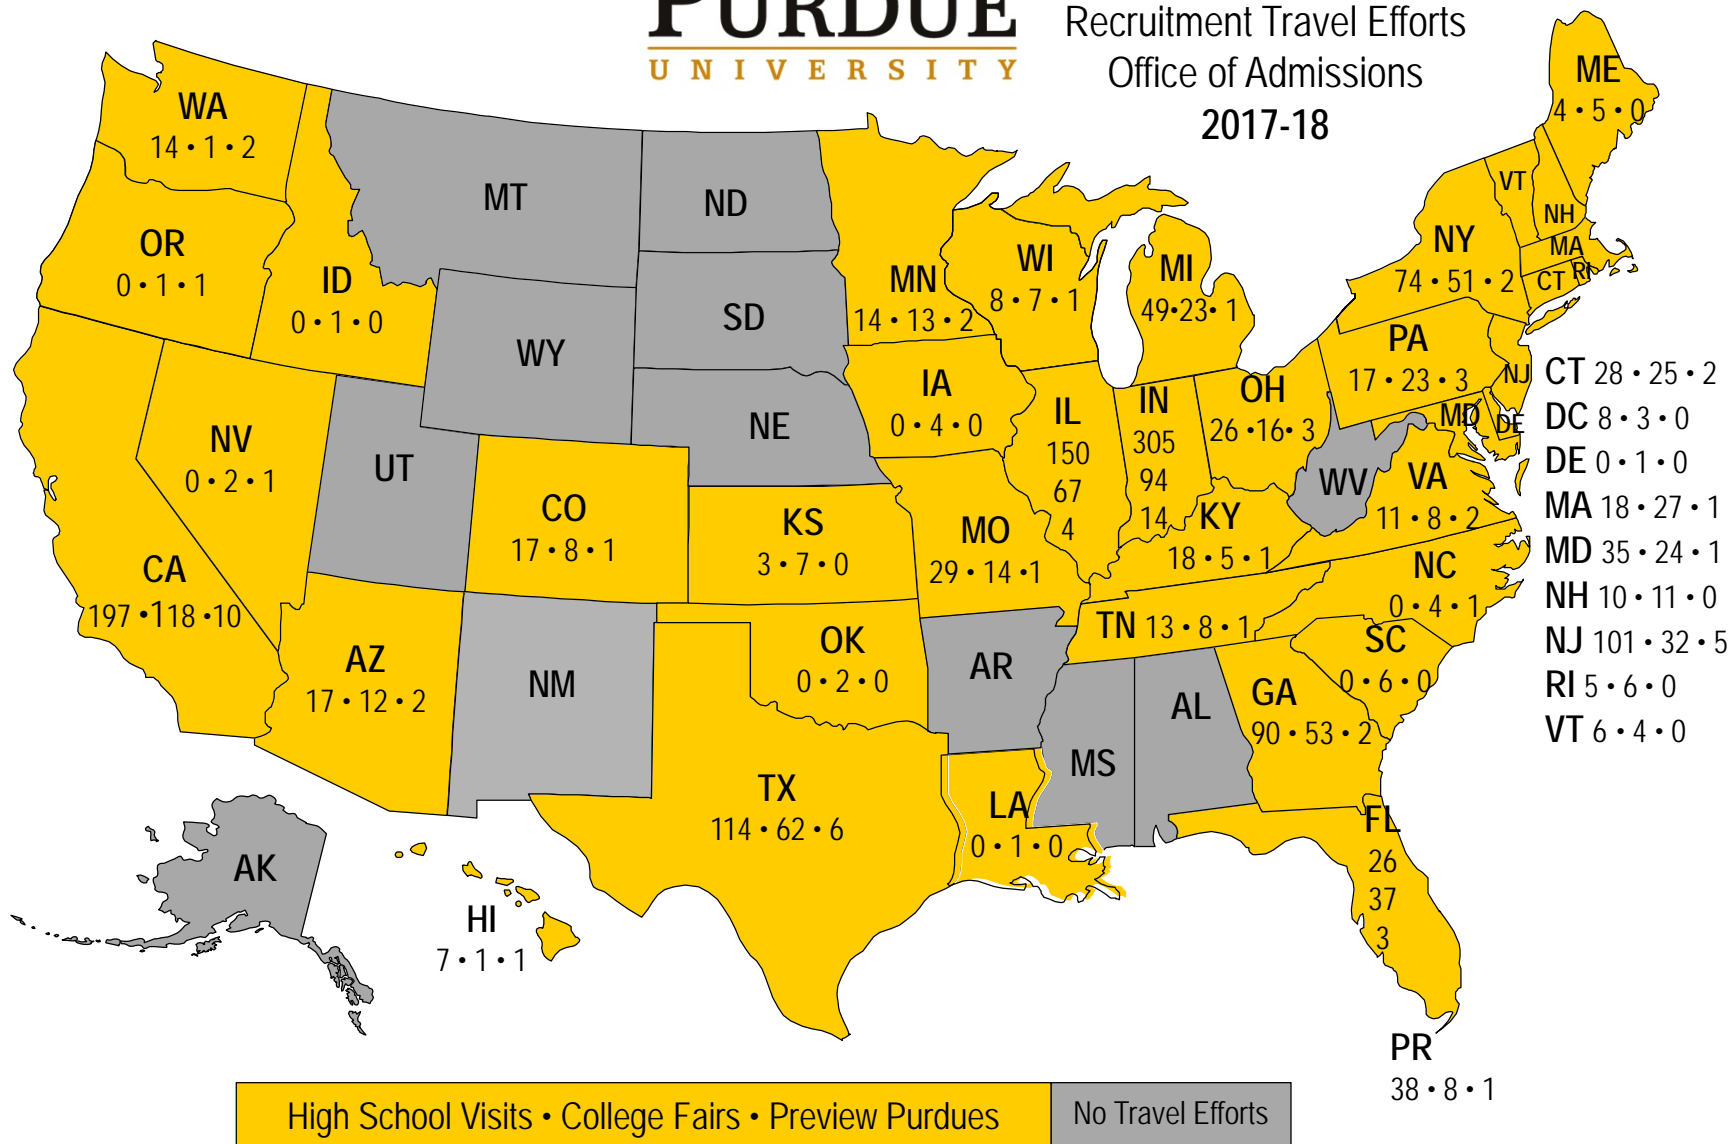 PURDUE
UNIVERSITY
Recruitment Travel Efforts
Office of Admissions
2017-18
WA
14 • 1 • 2
OR
0 • 1 • 1
ID
0 • 1 • 0
MT
ND
SD
WY
NE
NV
0 • 2 • 1
UT
CO
17 • 8 • 1
KS
3 • 7 • 0
CA
197 • 118 • 10
AZ
17 • 12 • 2
NM
OK
0 • 2 • 0
TX
114 • 62 • 6
MN
14 • 13 • 2
WI
8 • 7 • 1
MI
49 • 23 • 1
IA
0 • 4 • 0
IL
150
67
4
IN
305
94
14
OH
26 • 16 • 3
MO
29 • 14 • 1
KY
18 • 5 • 1
TN 13 • 8 • 1
AR
LA
0 • 1 • 0
MS
AL
GA
90 • 53 • 2
FL
26
37
3
SC
0 • 6 • 0
NC
0 • 4 • 1
VA
11 • 8 • 2
WV
PA
17 • 23 • 3
NY
74 • 51 • 2
ME
4 • 5 • 0
VT
NH
MA
CT
RI
NJ
MD
DE
CT 28 • 25 • 2
DC 8 • 3 • 0
DE 0 • 1 • 0
MA 18 • 27 • 1
MD 35 • 24 • 1
NH 10 • 11 • 0
NJ 101 • 32 • 5
RI 5 • 6 • 0
VT 6 • 4 • 0
AK
HI
7 • 1 • 1
PR
38 • 8 • 1
High School Visits • College Fairs • Preview Purdues
No Travel Efforts